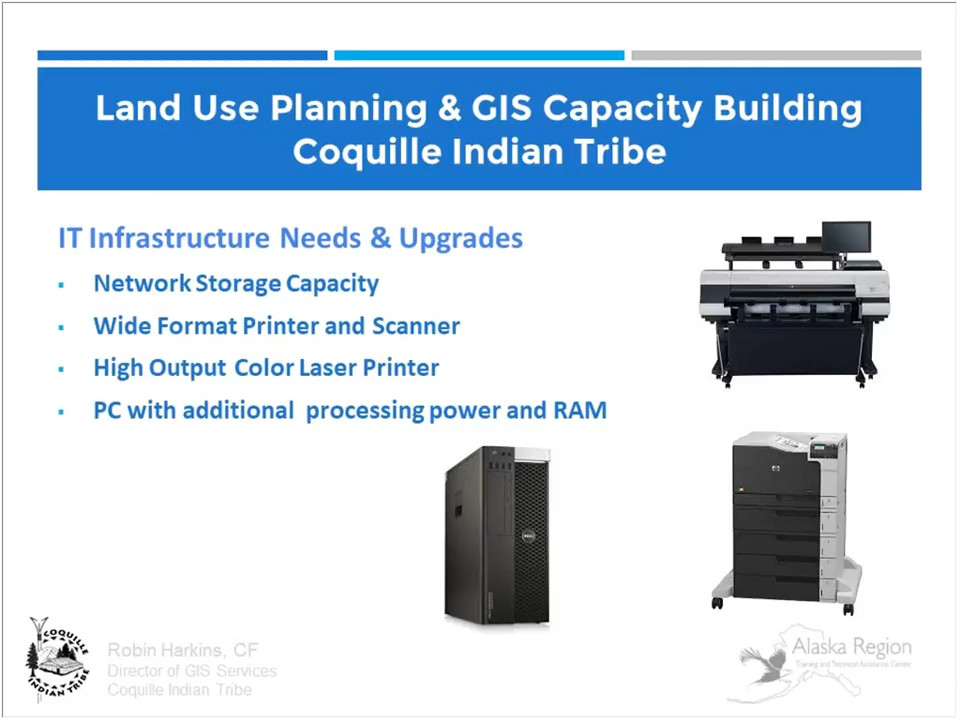 Land Use Planning & GIS Capacity Building
Coquille Indian Tribe
IT Infrastructure Needs & Upgrades
▪ Network Storage Capacity
▪ Wide Format Printer and Scanner
▪ High Output Color Laser Printer
▪ PC with additional processing power and RAM
DELL
hp
COQUILLE
INDIAN TRIBE
Robin Harkins, CF
Director of GIS Services
Coquille Indian Tribe
Alaska Region
Training and Technical Assistance Center